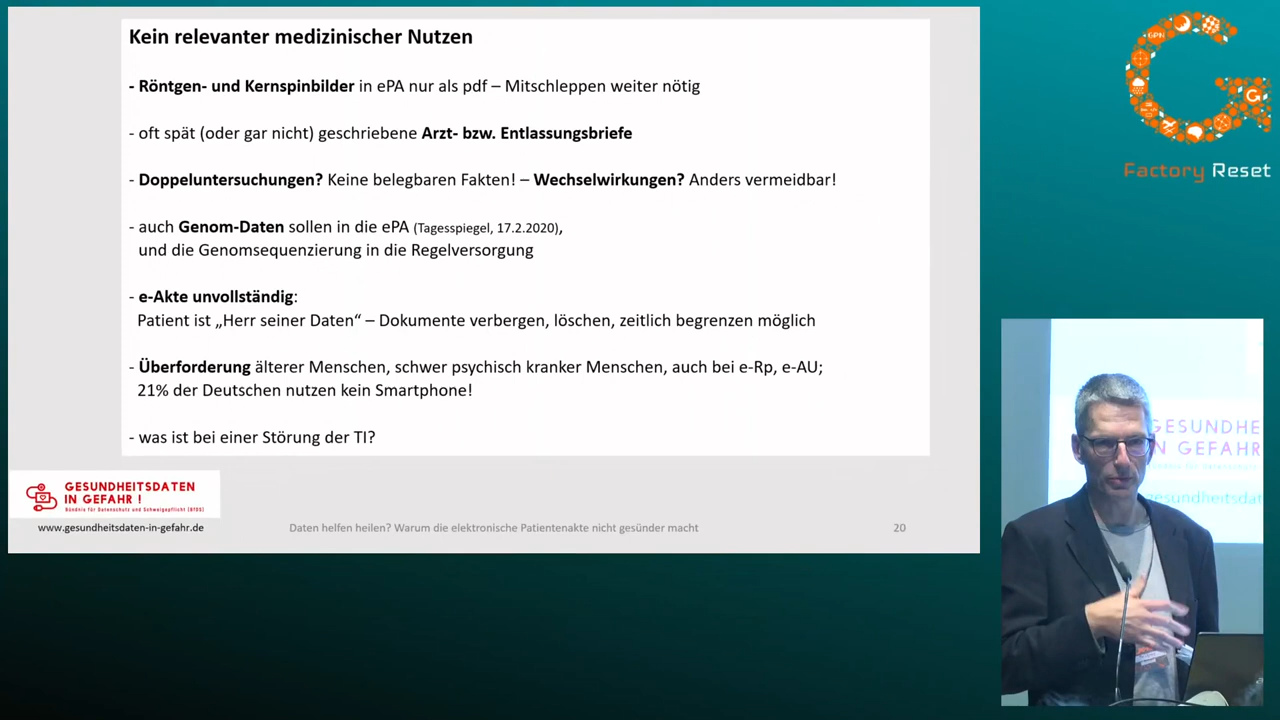 Kein relevanter medizinischer Nutzen
- Röntgen- und Kernspinbilder in ePA nur als pdf – Mitschleppen weiter nötig
- oft spät (oder gar nicht) geschriebene Arzt- bzw. Entlassungsbriefe
- Doppeluntersuchungen? Keine belegbaren Fakten! – Wechselwirkungen? Anders vermeidbar!
- auch Genom-Daten sollen in die ePA (Tagesspiegel, 17.2.2020),
und die Genomsequenzierung in die Regelversorgung
- e-Akte unvollständig:
Patient ist „Herr seiner Daten“ – Dokumente verbergen, löschen, zeitlich begrenzen möglich
- Überforderung älterer Menschen, schwer psychisch kranker Menschen, auch bei e-Rp, e-AU;
21% der Deutschen nutzen kein Smartphone!
- was ist bei einer Störung der TI?
GESUNDHEITSDATEN
IN GEFAHR !
Bündnis für Datenschutz und Schweigepflicht (BfDS)
www.gesundheitsdaten-in-gefahr.de
Daten helfen heilen? Warum die elektronische Patientenakte nicht gesünder macht
20
GPN
Factory Reset
GESUNDHE
IN GEFAHR
gesundheitsdat